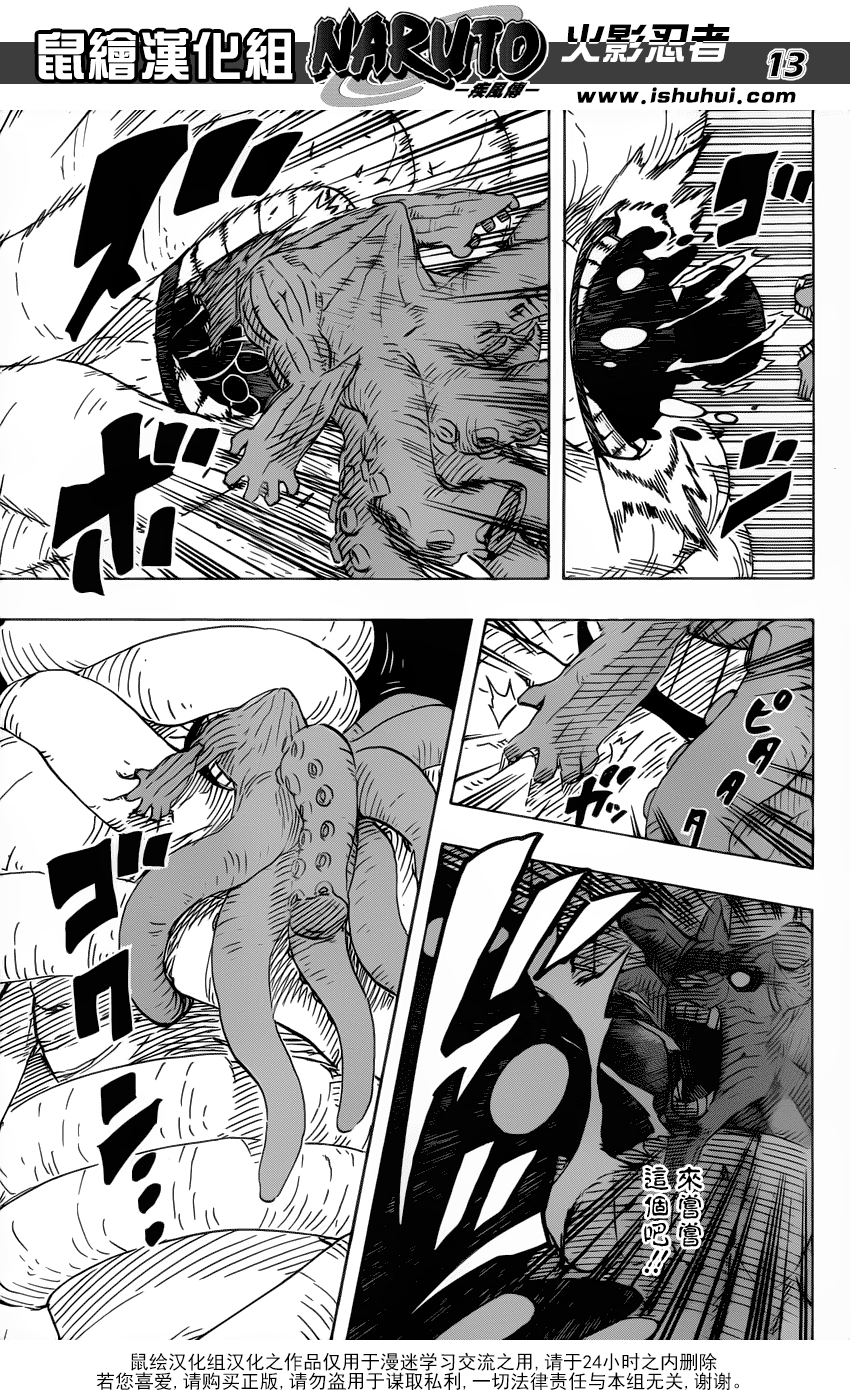 鼠繪漢化組
NARUTO
—疾風傳—
火影忍者
13
www.ishuhui.com
ゴ
ゴ
ズ
ボ
ピタタタ
ガッ
ゴク…
來嘗嘗
這個吧!!
鼠绘汉化组汉化之作品仅用于漫迷学习交流之用,请于24小时之内删除
若您喜爱,请购买正版,请勿盗用于谋取私利,一切法律责任与本组无关,谢谢。